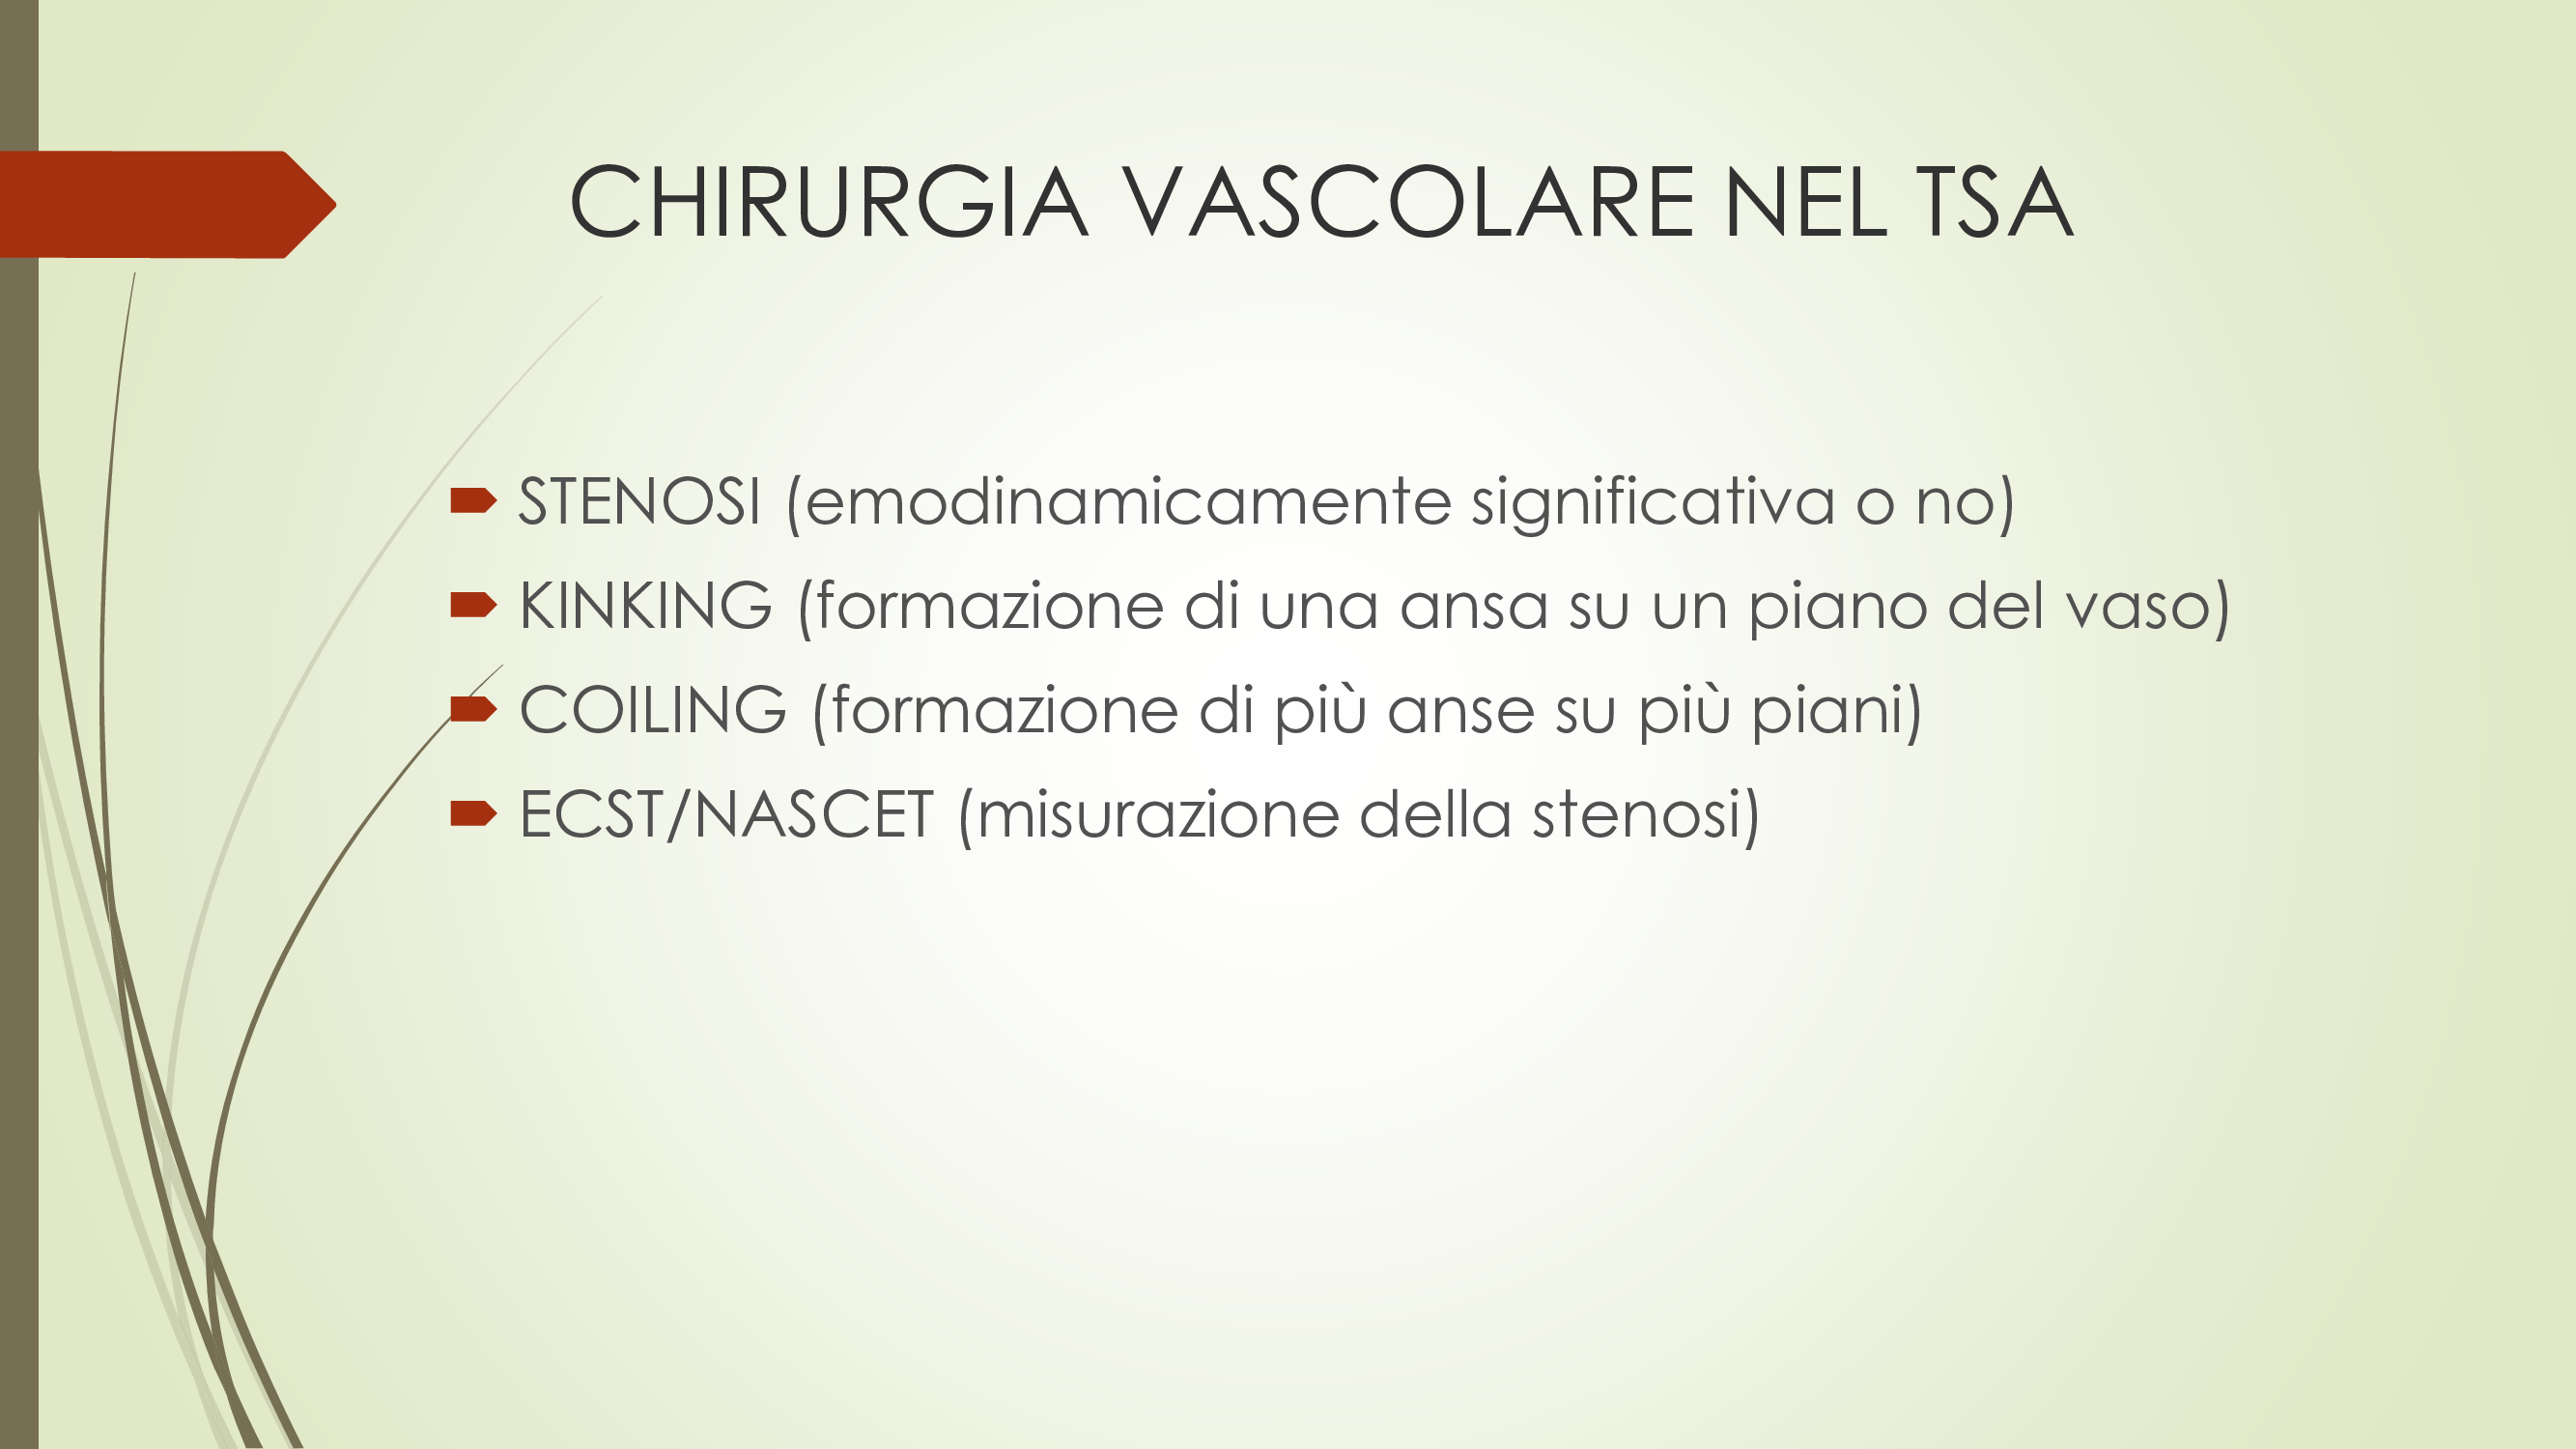 CHIRURGIA VASCOLARE NEL TSA
STENOSI (emodinamicamente significativa o no)
KINKING (formazione di una ansa su un piano del vaso)
COILING (formazione di più anse su più piani)
ECST/NASCET (misurazione della stenosi)